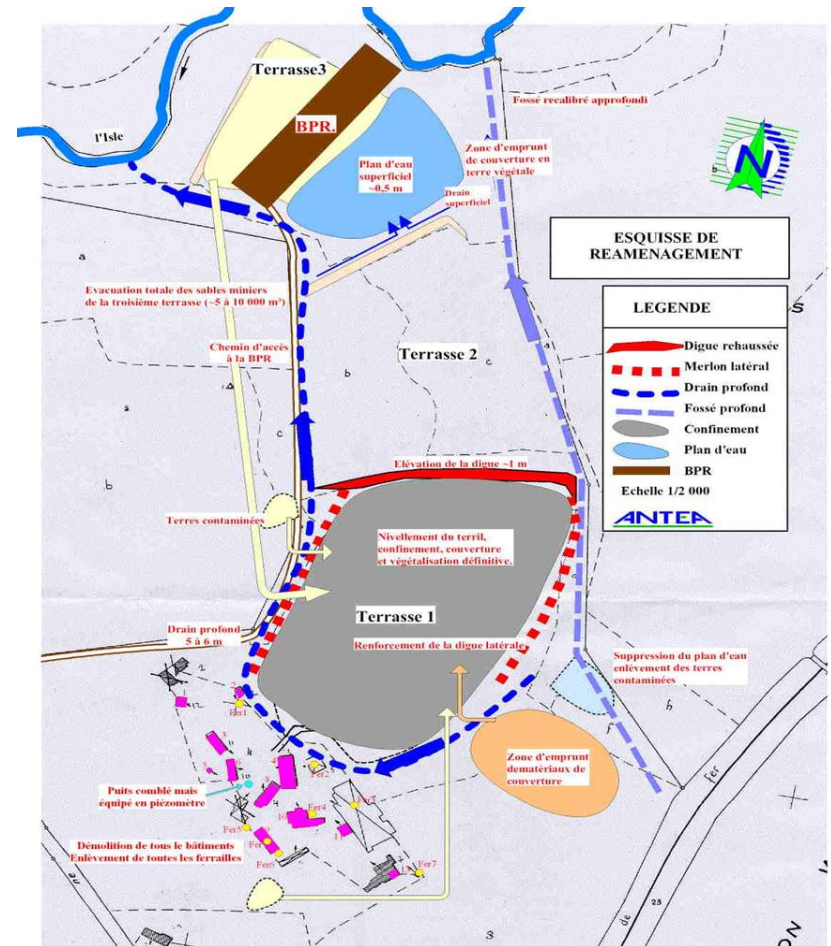 Terrasse3
Fossé recalibré approfondi
l'Isle
BPR.
Zone d'emprunt
de couverture en
terre végétale
Plan d'eau
superficiel
~0,5 m
N
Drain
superficiel
ESQUISSE DE
REAMENAGEMENT
Evacuation totale des sables miniers
de la troisième terrasse (~5 à 10 000 m³)
LEGENDE
Digue rehaussée
Merlon latéral
Drain profond
Fossé profond
Confinement
Plan d'eau
BPR
Echelle 1/2 000
ANTEA
Chemin d'accès
à la BPR
Terrasse 2
Elévation de la digue ~1 m
Terres contaminées
Nivellement du terril,
confinement, couverture
et végétalisation définitive.
Terrasse 1
Drain profond
5 à 6 m
Renforcement de la digue latérale
Suppression du plan d'eau
enlèvement des terres
contaminées
Fer1
Zone d'emprunt
dematériaux de
couverture
Puits comblé mais
équipé en piézomètre
Fer2
Fer4
Démolition de tous le bâtiments
Enlèvement de toutes les ferrailles
Fer7
fer
de
23